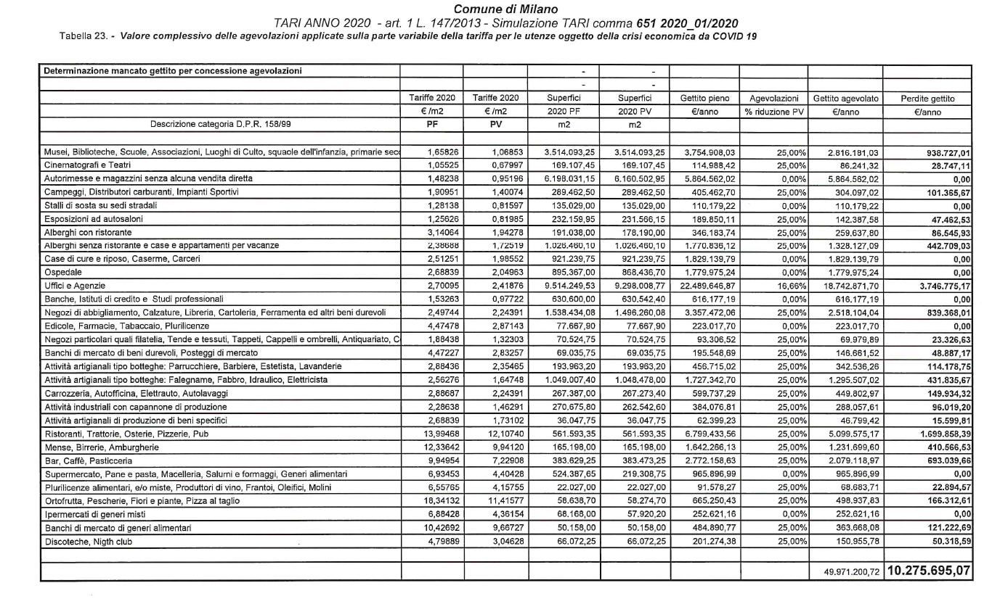 Comune di Milano
TARI ANNO 2020 - art. 1 L. 147/2013 - Simulazione TARI comma 651 2020_01/2020
Tabella 23. - Valore complessivo delle agevolazioni applicate sulla parte variabile della tariffa per le utenze oggetto della crisi economica da COVID 19
Determinazione mancato gettito per concessione agevolazioni - -
- -
Tariffe 2020 Tariffe 2020 Superfici Superfici Gettito pieno Agevolazioni Gettito agevolato Perdite gettito
€ /m2 € /m2 2020 PF 2020 PV €/anno % riduzione PV €/anno €/anno
Descrizione categoria D.P.R. 158/99 PF PV m2 m2
Musei, Biblioteche, Scuole, Associazioni, Luoghi di Culto, squaole dell'infanzia, primarie seco 1,65826 1,06853 3.514.093,25 3.514.093,25 3.754.908,03 25,00% 2.816.181,03 938.727,01
Cinematografi e Teatri 1,05525 0,67997 169.107,45 169.107,45 114.988,42 25,00% 86.241,32 28.747,11
Autorimesse e magazzini senza alcuna vendita diretta 1,48238 0,95196 6.198.031,15 6.160.502,95 5.864.562,02 0,00% 5.864.562,02 0,00
Campeggi, Distributori carburanti, Impianti Sportivi 1,90951 1,40074 289.462,50 289.462,50 405.462,70 25,00% 304.097,02 101.365,67
Stalli di sosta su sedi stradali 1,28138 0,81597 135.029,00 135.029,00 110.179,22 0,00% 110.179,22 0,00
Esposizioni ad autosaloni 1,25626 0,81985 232.159,95 231.566,15 189.850,11 25,00% 142.387,58 47.462,53
Alberghi con ristorante 3,14064 1,94278 191.038,00 178.190,00 346.183,74 25,00% 259.637,80 86.545,93
Alberghi senza ristorante e case e appartamenti per vacanze 2,38688 1,72519 1.026.460,10 1.026.460,10 1.770.836,12 25,00% 1.328.127,09 442.709,03
Case di cure e riposo, Caserme, Carceri 2,51251 1,98552 921.239,75 921.239,75 1.829.139,79 0,00% 1.829.139,79 0,00
Ospedale 2,68839 2,04963 895.367,00 868.436,70 1.779.975,24 0,00% 1.779.975,24 0,00
Uffici e Agenzie 2,70095 2,41876 9.514.249,53 9.298.008,77 22.489.646,87 16,66% 18.742.871,70 3.746.775,17
Banche, Istituti di credito e Studi professionali 1,53263 0,97722 630.600,00 630.542,40 616.177,19 0,00% 616.177,19 0,00
Negozi di abbigliamento, Calzature, Libreria, Cartoleria, Ferramenta ed altri beni durevoli 2,49744 2,24391 1.538.434,08 1.496.260,08 3.357.472,06 25,00% 2.518.104,04 839.368,01
Edicole, Farmacie, Tabaccaio, Plurilicenze 4,47478 2,87143 77.667,90 77.667,90 223.017,70 0,00% 223.017,70 0,00
Negozi particolari quali filatelia, Tende e tessuti, Tappeti, Cappelli e ombrelli, Antiquariato, C 1,88438 1,32303 70.524,75 70.524,75 93.306,52 25,00% 69.979,89 23.326,63
Banchi di mercato di beni durevoli, Posteggi di mercato 4,47227 2,83257 69.035,75 69.035,75 195.548,69 25,00% 146.661,52 48.887,17
Attività artigianali tipo botteghe: Parrucchiere, Barbiere, Estetista, Lavanderie 2,88436 2,35465 193.963,20 193.963,20 456.715,02 25,00% 342.536,26 114.178,75
Attività artigianali tipo botteghe: Falegname, Fabbro, Idraulico, Elettricista 2,56276 1,64748 1.049.007,40 1.048.478,00 1.727.342,70 25,00% 1.295.507,02 431.835,67
Carrozzeria, Autofficina, Elettrauto, Autolavaggi 2,88687 2,24391 267.387,00 267.273,40 599.737,29 25,00% 449.802,97 149.934,32
Attività industriali con capannone di produzione 2,28638 1,46291 270.675,80 262.542,60 384.076,81 25,00% 288.057,61 96.019,20
Attività artigianali di produzione di beni specifici 2,68839 1,73102 36.047,75 36.047,75 62.399,23 25,00% 46.799,42 15.599,81
Ristoranti, Trattorie, Osterie, Pizzerie, Pub 13,99468 12,10740 561.593,35 561.593,35 6.799.433,56 25,00% 5.099.575,17 1.699.858,39
Mense, Birrerie, Amburgherie 12,33642 9,94120 165.198,00 165.198,00 1.642.266,13 25,00% 1.231.699,60 410.566,53
Bar, Caffè, Pasticceria 9,94954 7,22908 383.629,25 383.473,25 2.772.158,63 25,00% 2.079.118,97 693.039,66
Supermercato, Pane e pasta, Macelleria, Salumi e formaggi, Generi alimentari 6,93453 4,40428 524.387,65 219.308,75 965.896,99 0,00% 965.896,99 0,00
Plurilicenze alimentari, e/o miste, Produttori di vino, Frantoi, Oleifici, Molini 6,55765 4,15755 22.027,00 22.027,00 91.578,27 25,00% 68.683,71 22.894,57
Ortofrutta, Pescherie, Fiori e piante, Pizza al taglio 18,34132 11,41577 58.638,70 58.274,70 665.250,43 25,00% 498.937,83 166.312,61
Ipermercati di generi misti 6,88428 4,36154 68.168,00 57.920,20 252.621,16 0,00% 252.621,16 0,00
Banchi di mercato di generi alimentari 10,42692 9,66727 50.158,00 50.158,00 484.890,77 25,00% 363.668,08 121.222,69
Discoteche, Nigth club 4,79889 3,04628 66.072,25 66.072,25 201.274,38 25,00% 150.955,78 50.318,59
49.971.200,72 10.275.695,07